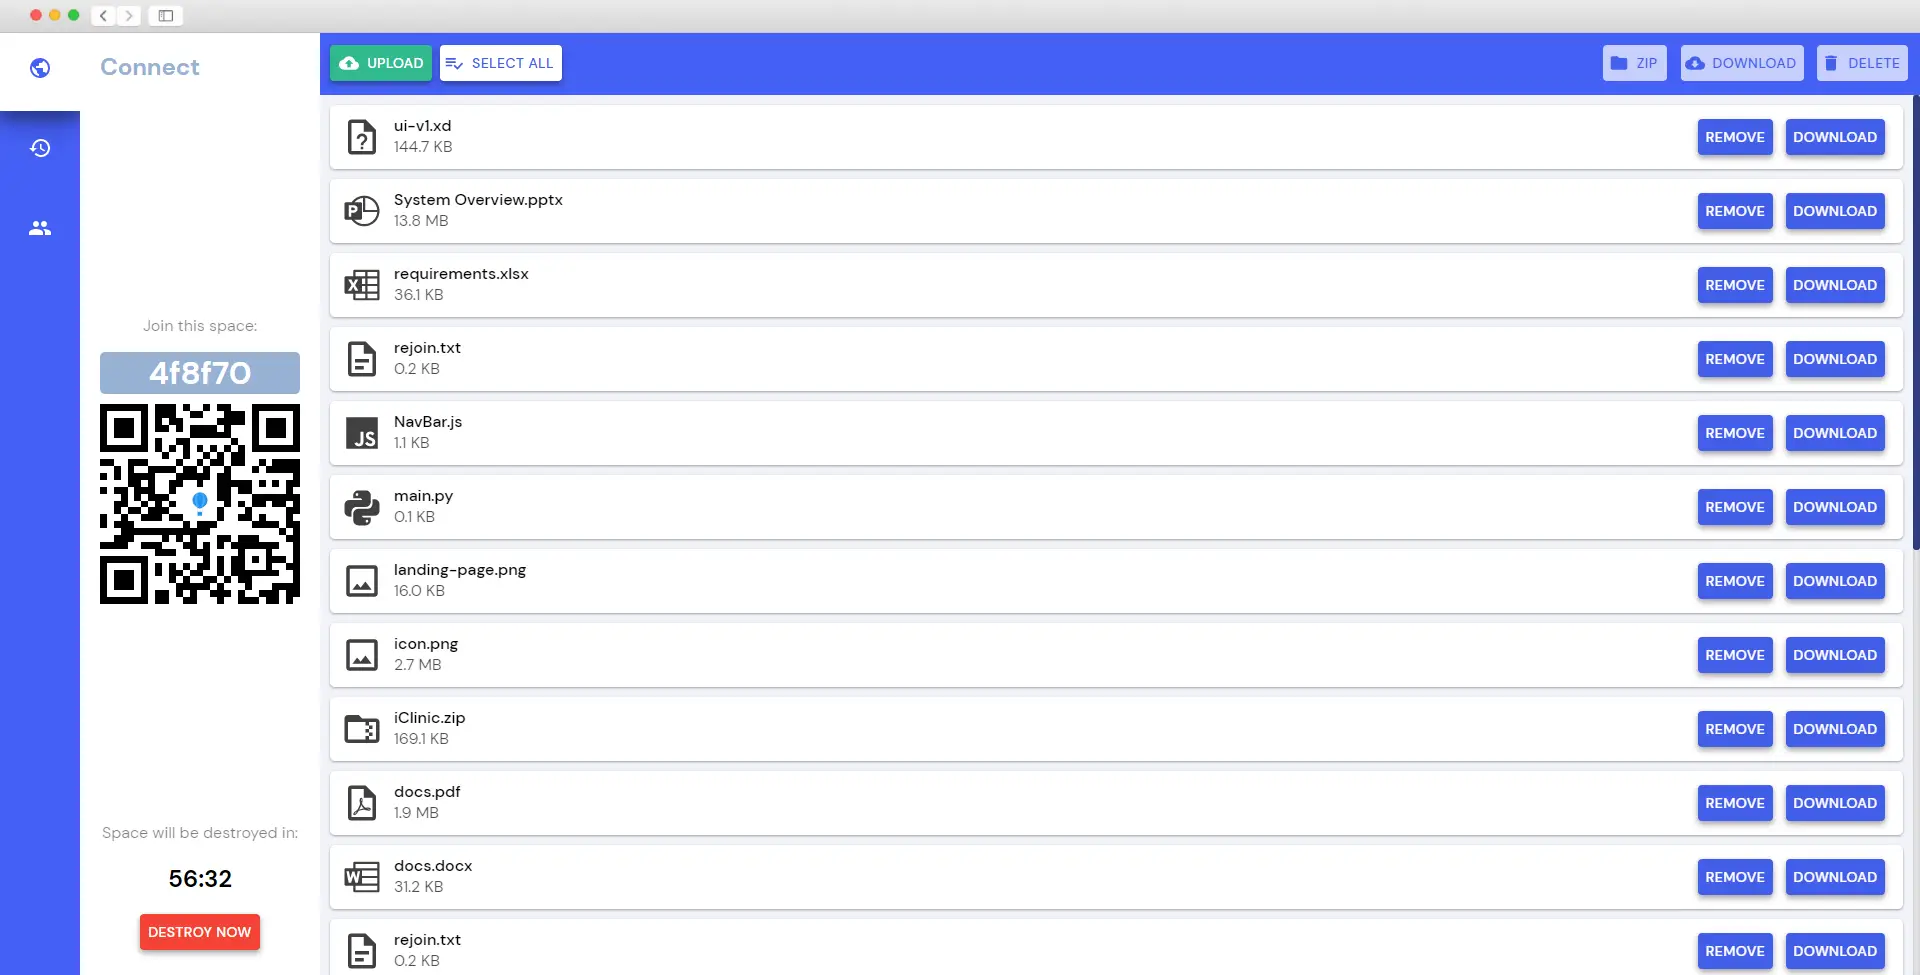 Connect
UPLOAD
SELECT ALL
ZIP
DOWNLOAD
DELETE
Join this space:
4f8f70
Space will be destroyed in:
56:32
DESTROY NOW
?
ui-v1.xd
144.7 KB
REMOVE
DOWNLOAD
P
System Overview.pptx
13.8 MB
REMOVE
DOWNLOAD
X
requirements.xlsx
36.1 KB
REMOVE
DOWNLOAD
rejoin.txt
0.2 KB
REMOVE
DOWNLOAD
JS
NavBar.js
1.1 KB
REMOVE
DOWNLOAD
main.py
0.1 KB
REMOVE
DOWNLOAD
landing-page.png
16.0 KB
REMOVE
DOWNLOAD
icon.png
2.7 MB
REMOVE
DOWNLOAD
iClinic.zip
169.1 KB
REMOVE
DOWNLOAD
docs.pdf
1.9 MB
REMOVE
DOWNLOAD
W
docs.docx
31.2 KB
REMOVE
DOWNLOAD
rejoin.txt
0.2 KB
REMOVE
DOWNLOAD